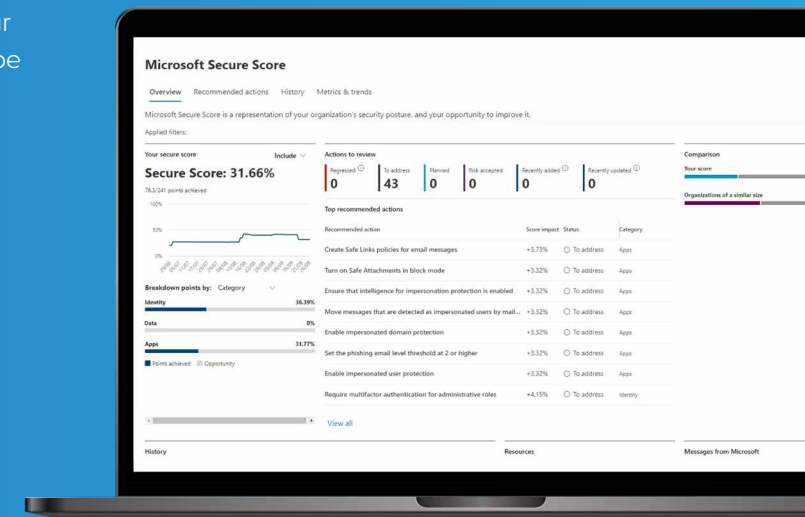 ur
be
Microsoft Secure Score
Overview Recommended actions History Metrics & trends
Microsoft Secure Score is a representation of your organization's security posture, and your opportunity to improve it.
Applied filters:
Your secure score Include
Secure Score: 31.66%
76.3/241 points achieved
100%
50%
0%
Breakdown points by: Category
Identity 36.39%
Data 0%
Apps 31.77%
Points achieved Opportunity
Actions to review
Regressed To address Planned Risk accepted Recently added Recently updated
0 43 0 0 0 0
Top recommended actions
Recommended action Score impact Status Category
Create Safe Links policies for email messages +3.73% To address Apps
Turn on Safe Attachments in block mode +3.32% To address Apps
Ensure that intelligence for impersonation protection is enabled +3.32% To address Apps
Move messages that are detected as impersonated users by mail... +3.32% To address Apps
Enable impersonated domain protection +3.32% To address Apps
Set the phishing email level threshold at 2 or higher +3.32% To address Apps
Enable impersonated user protection +3.32% To address Apps
Require multifactor authentication for administrative roles +4.15% To address Identity
View all
Comparison
Your score
Organizations of a similar size
History Resources Messages from Microsoft